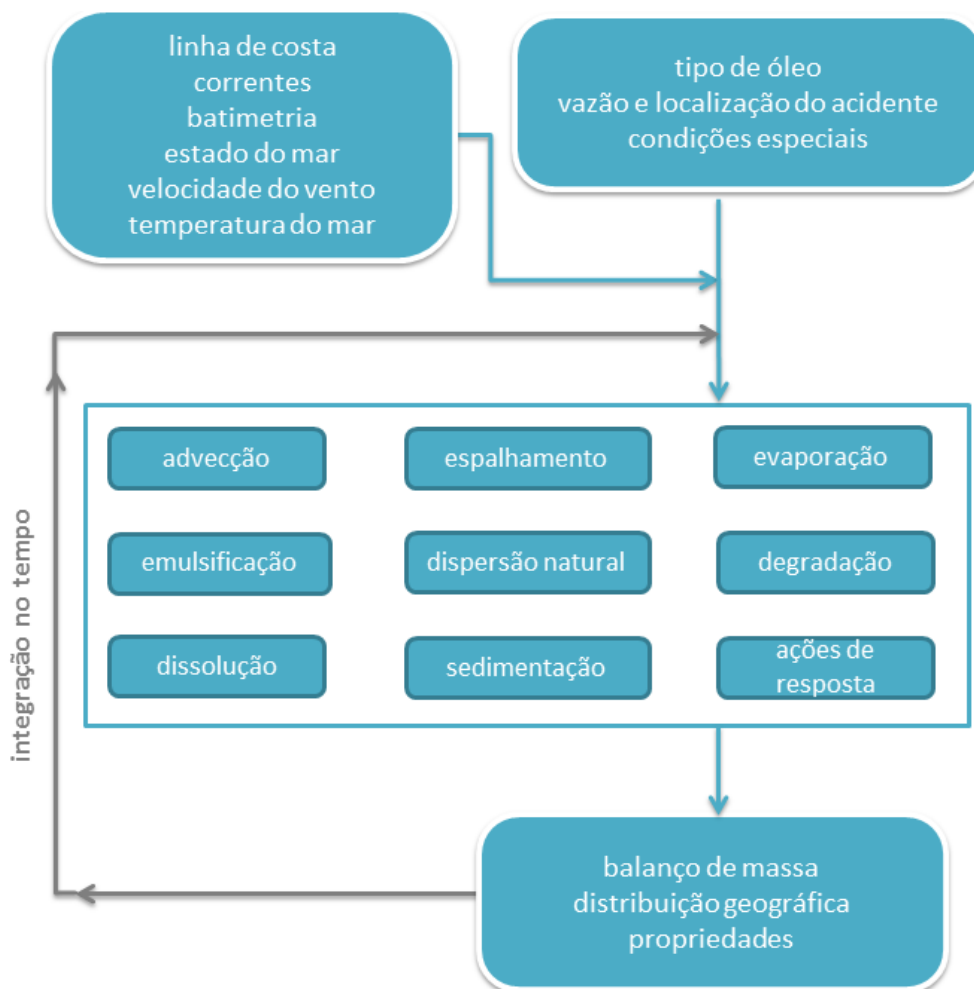 linha de costa
correntes
batimetria
estado do mar
velocidade do vento
temperatura do mar
tipo de óleo
vazão e localização do acidente
condições especiais
integração no tempo
advecção
espalhamento
evaporação
emulsificação
dispersão natural
degradação
dissolução
sedimentação
ações de
resposta
balanço de massa
distribuição geográfica
propriedades